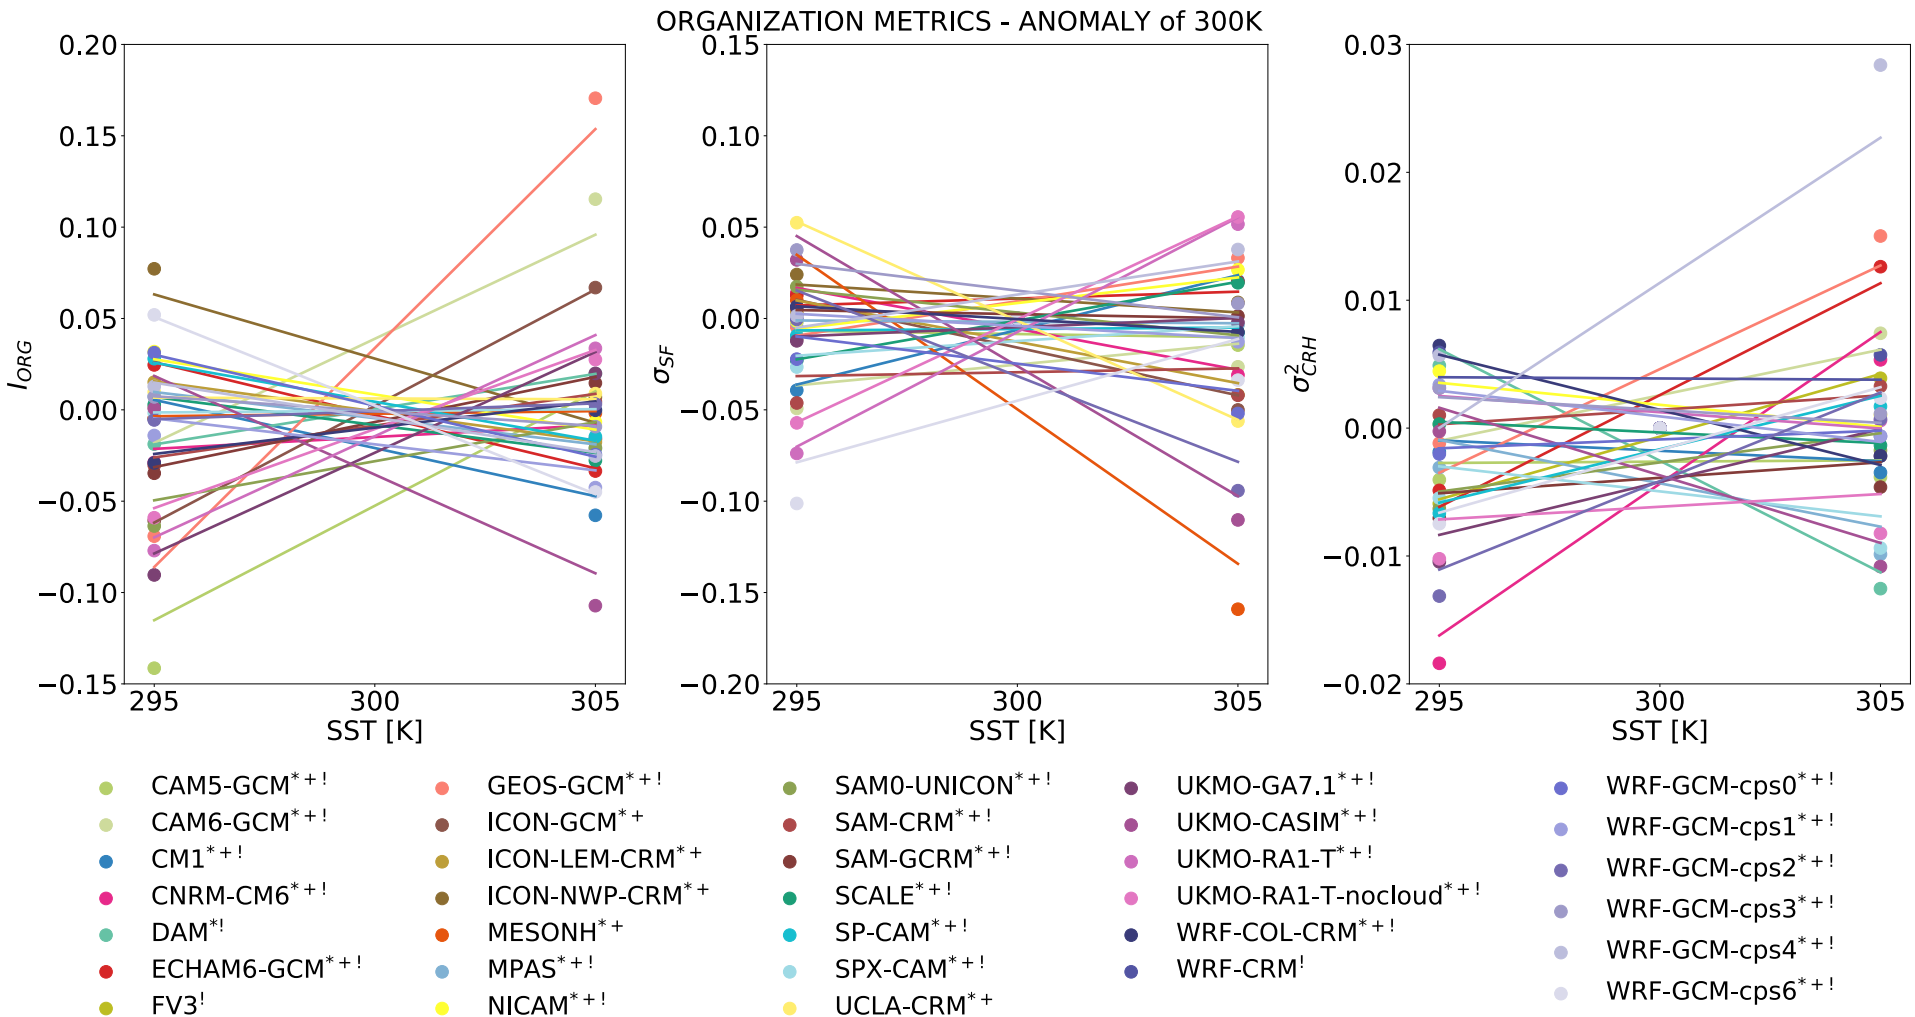 ORGANIZATION METRICS - ANOMALY of 300K
0.20
0.15
0.10
0.05
0.00
−0.05
−0.10
−0.15
I_ORG
295 300 305
SST [K]
0.15
0.10
0.05
0.00
−0.05
−0.10
−0.15
−0.20
σ_SF
295 300 305
SST [K]
0.03
0.02
0.01
0.00
−0.01
−0.02
σ²_CRH
295 300 305
SST [K]
CAM5-GCM*+!
CAM6-GCM*+!
CM1*+!
CNRM-CM6*+!
DAM*!
ECHAM6-GCM*+!
FV3!
GEOS-GCM*+!
ICON-GCM*+
ICON-LEM-CRM*+
ICON-NWP-CRM*+
MESONH*+
MPAS*+!
NICAM*+!
SAM0-UNICON*+!
SAM-CRM*+!
SAM-GCRM*+!
SCALE*+!
SP-CAM*+!
SPX-CAM*+!
UCLA-CRM*+
UKMO-GA7.1*+!
UKMO-CASIM*+!
UKMO-RA1-T*+!
UKMO-RA1-T-nocloud*+!
WRF-COL-CRM*+!
WRF-CRM!
WRF-GCM-cps0*+!
WRF-GCM-cps1*+!
WRF-GCM-cps2*+!
WRF-GCM-cps3*+!
WRF-GCM-cps4*+!
WRF-GCM-cps6*+!